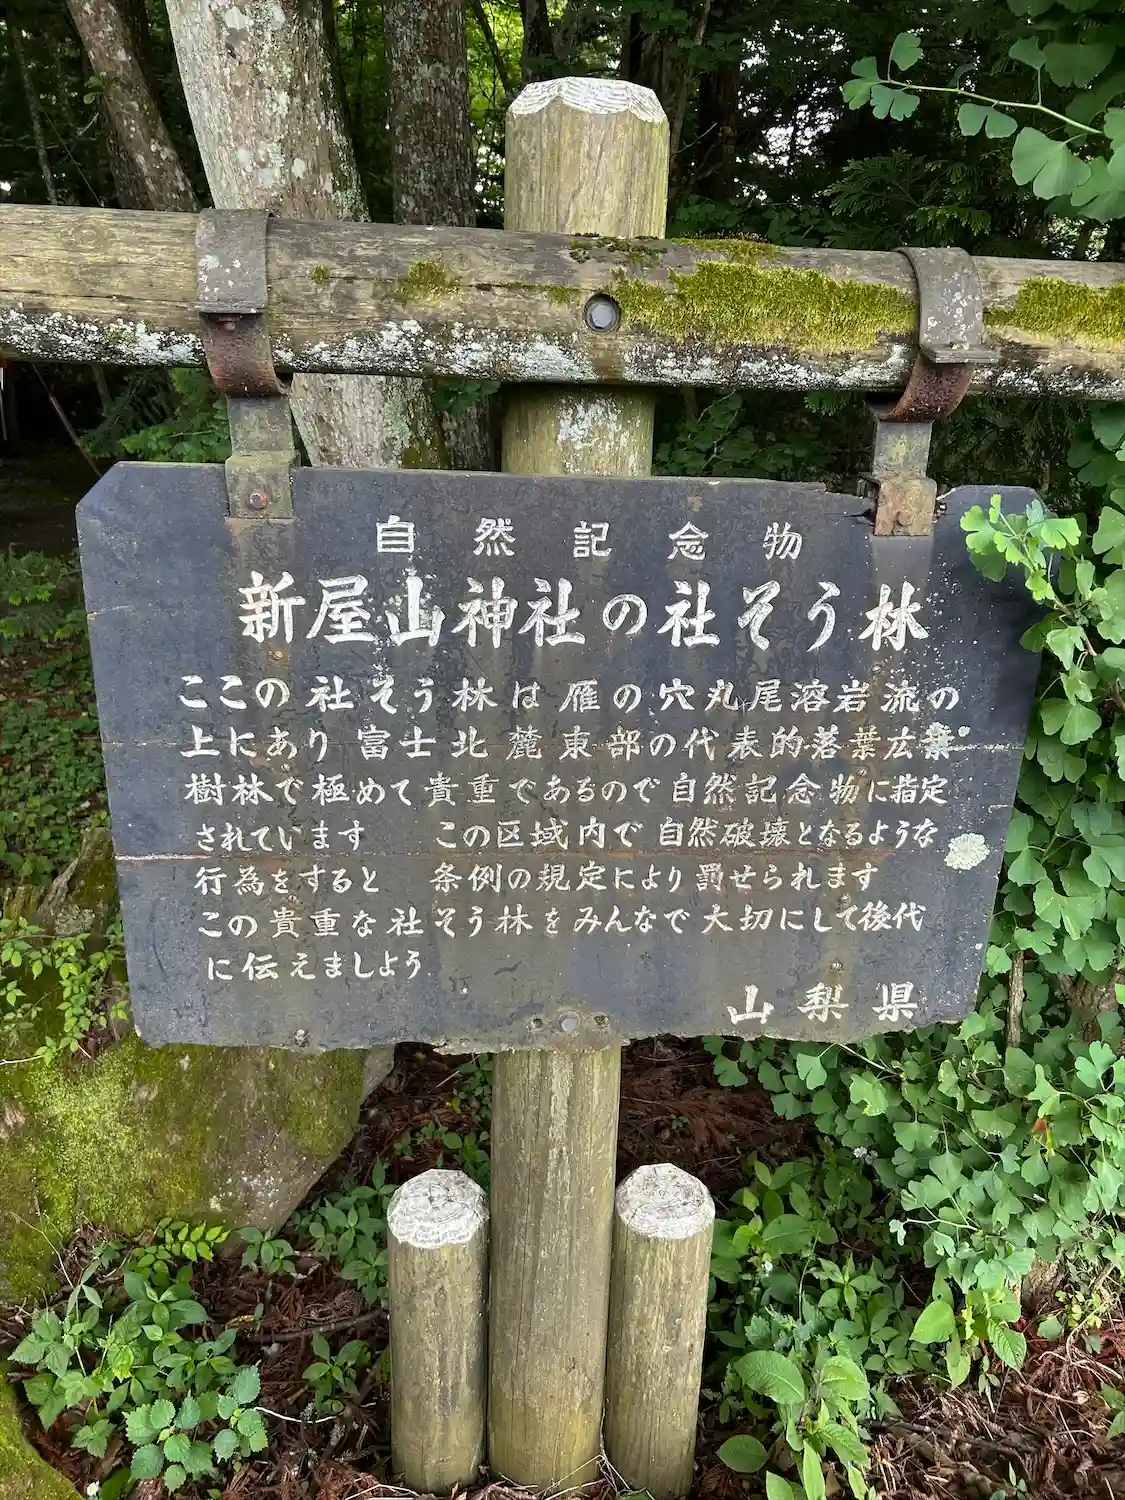 自然記念物
新屋山神社の社そう林
ここの社そう林は雁の穴丸尾溶岩流の
上にあり 富士北麓東部の代表的落葉広葉
樹林で極めて貴重であるので自然記念物に指定
されています この区域内で自然破壊となるような
行為をすると 条例の規定により罰せられます
この貴重な社そう林をみんなで大切にして後代
に伝えましよう
山梨県